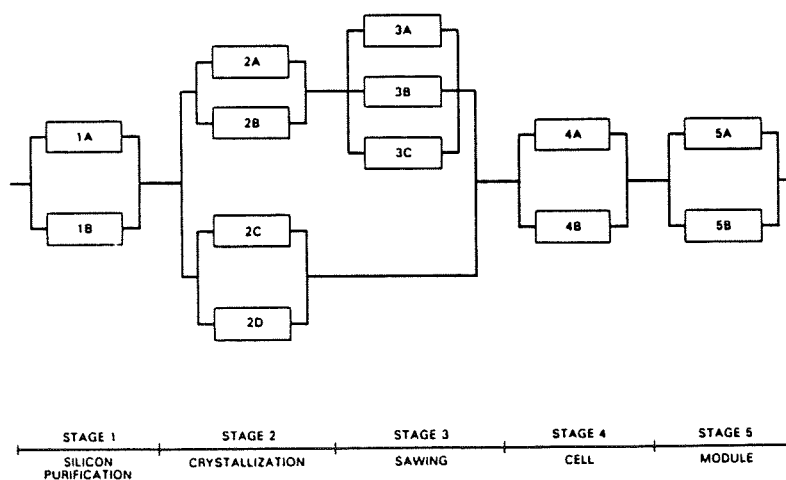 3A
2A
3B
2B
1A
4A
5A
3C
2C
1B
4B
5B
2D
STAGE 1
STAGE 2
STAGE 3
STAGE 4
STAGE 5
SILICON
PURIFICATION
CRYSTALLIZATION
SAWING
CELL
MODULE